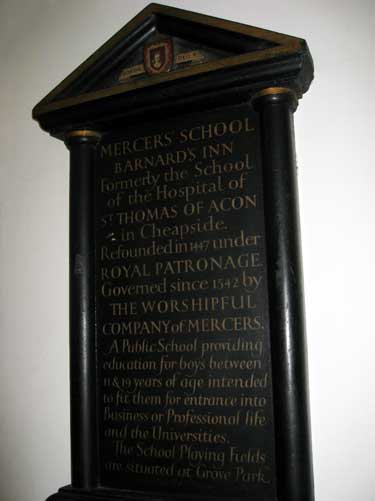 MERCERS' SCHOOL
BARNARD'S INN
Formerly the School
of the Hospital of
ST THOMAS OF ACON
in Cheapside.
Refounded in 1447 under
ROYAL PATRONAGE
Governed since 1542 by
THE WORSHIPFUL
COMPANY of MERCERS.
A Public School providing
education for boys between
11 & 19 years of age intended
to fit them for entrance into
Business or Professional life
and the Universities.
The School Playing Fields
are situated at Grove Park